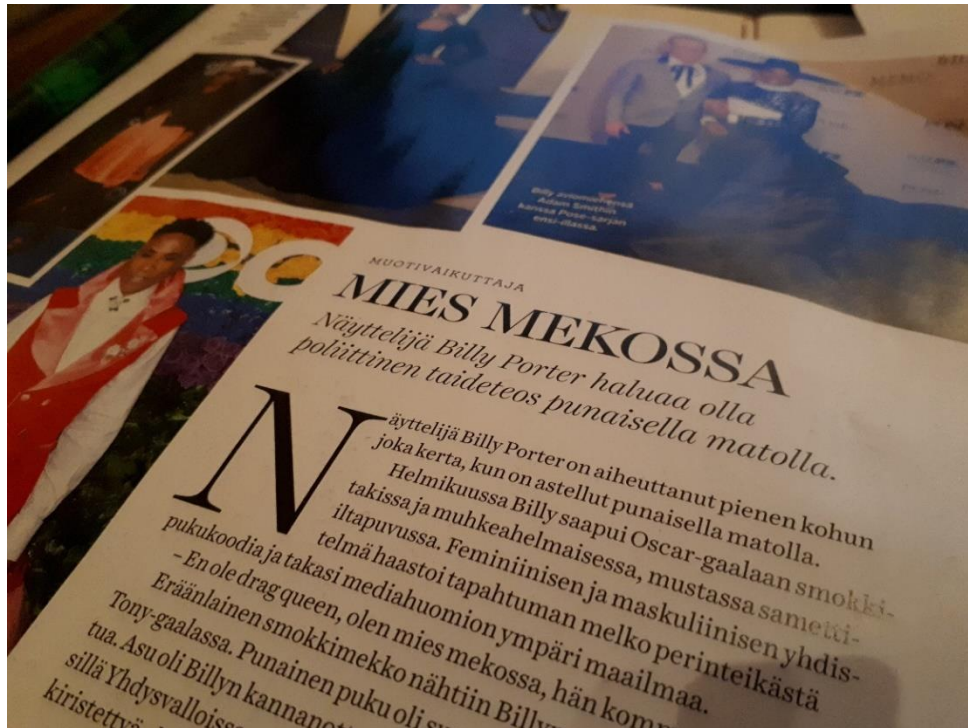 Billy aviomiehensä
Adam Smithin
kanssa Pose-sarjan
ensi-illassa.
MUOTIVAIKUTTAJA
MIES MEKOSSA
Näyttelijä Billy Porter haluaa olla
poliittinen taideteos punaisella matolla.
Näyttelijä Billy Porter on aiheuttanut pienen kohun
joka kerta, kun on astellut punaisella matolla.
Helmikuussa Billy saapui Oscar-gaalaan smokki-
takissa ja muhkeahelmaisessa, mustassa sametti-
iltapuvussa. Feminiinisen ja maskuliinisen yhdis-
telmä haastoi tapahtuman melko perinteikästä
pukukoodia ja takasi mediahuomion ympäri maailmaa.
– En ole drag queen, olen mies mekossa, hän
Eräänlainen smokkimekko nähtiin
Tony-gaalassa. Punainen puku oli
tua. Asu oli Billyn
sillä Yhdysvalloissa